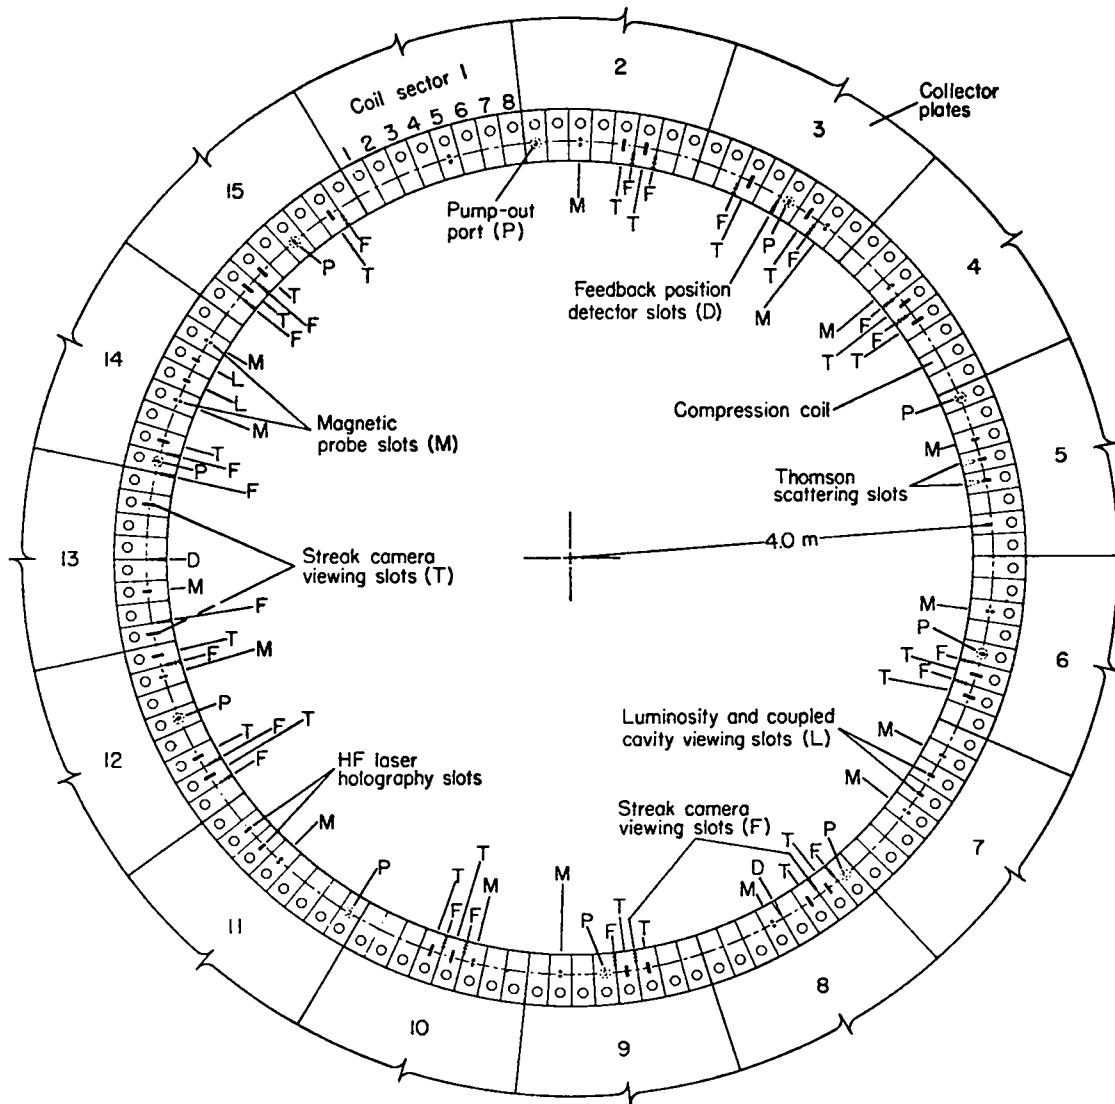 Coil sector 1
1 2 3 4 5 6 7 8
2
3
Collector
plates
4
5
6
7
8
9
10
11
12
13
14
15
Pump-out
port (P)
M
T
F
T
F
F
T
P
T
F
M
Feedback position
detector slots (D)
M
F
T
F
T
Compression coil
P
M
Thomson
scattering slots
4.0 m
M
P
F
T
F
T
Luminosity and coupled
cavity viewing slots (L)
M
M
Streak camera
viewing slots (F)
P
F
T
T
D
M
T
T
F
P
M
M
F
F
T
T
P
M
HF laser
holography slots
T
F
T
F
P
M
F
T
F
M
D
Streak camera
viewing slots (T)
F
P
F
T
M
L
L
M
Magnetic
probe slots (M)
F
T
F
T
P
T
F